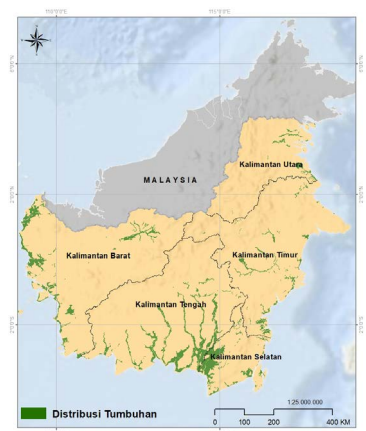 MALAYSIA
Kalimantan Utara
Kalimantan Barat
Kalimantan Timur
Kalimantan Tengah
Kalimantan Selatan
Distribusi Tumbuhan
1:25.000.000
0 100 200 400 KM